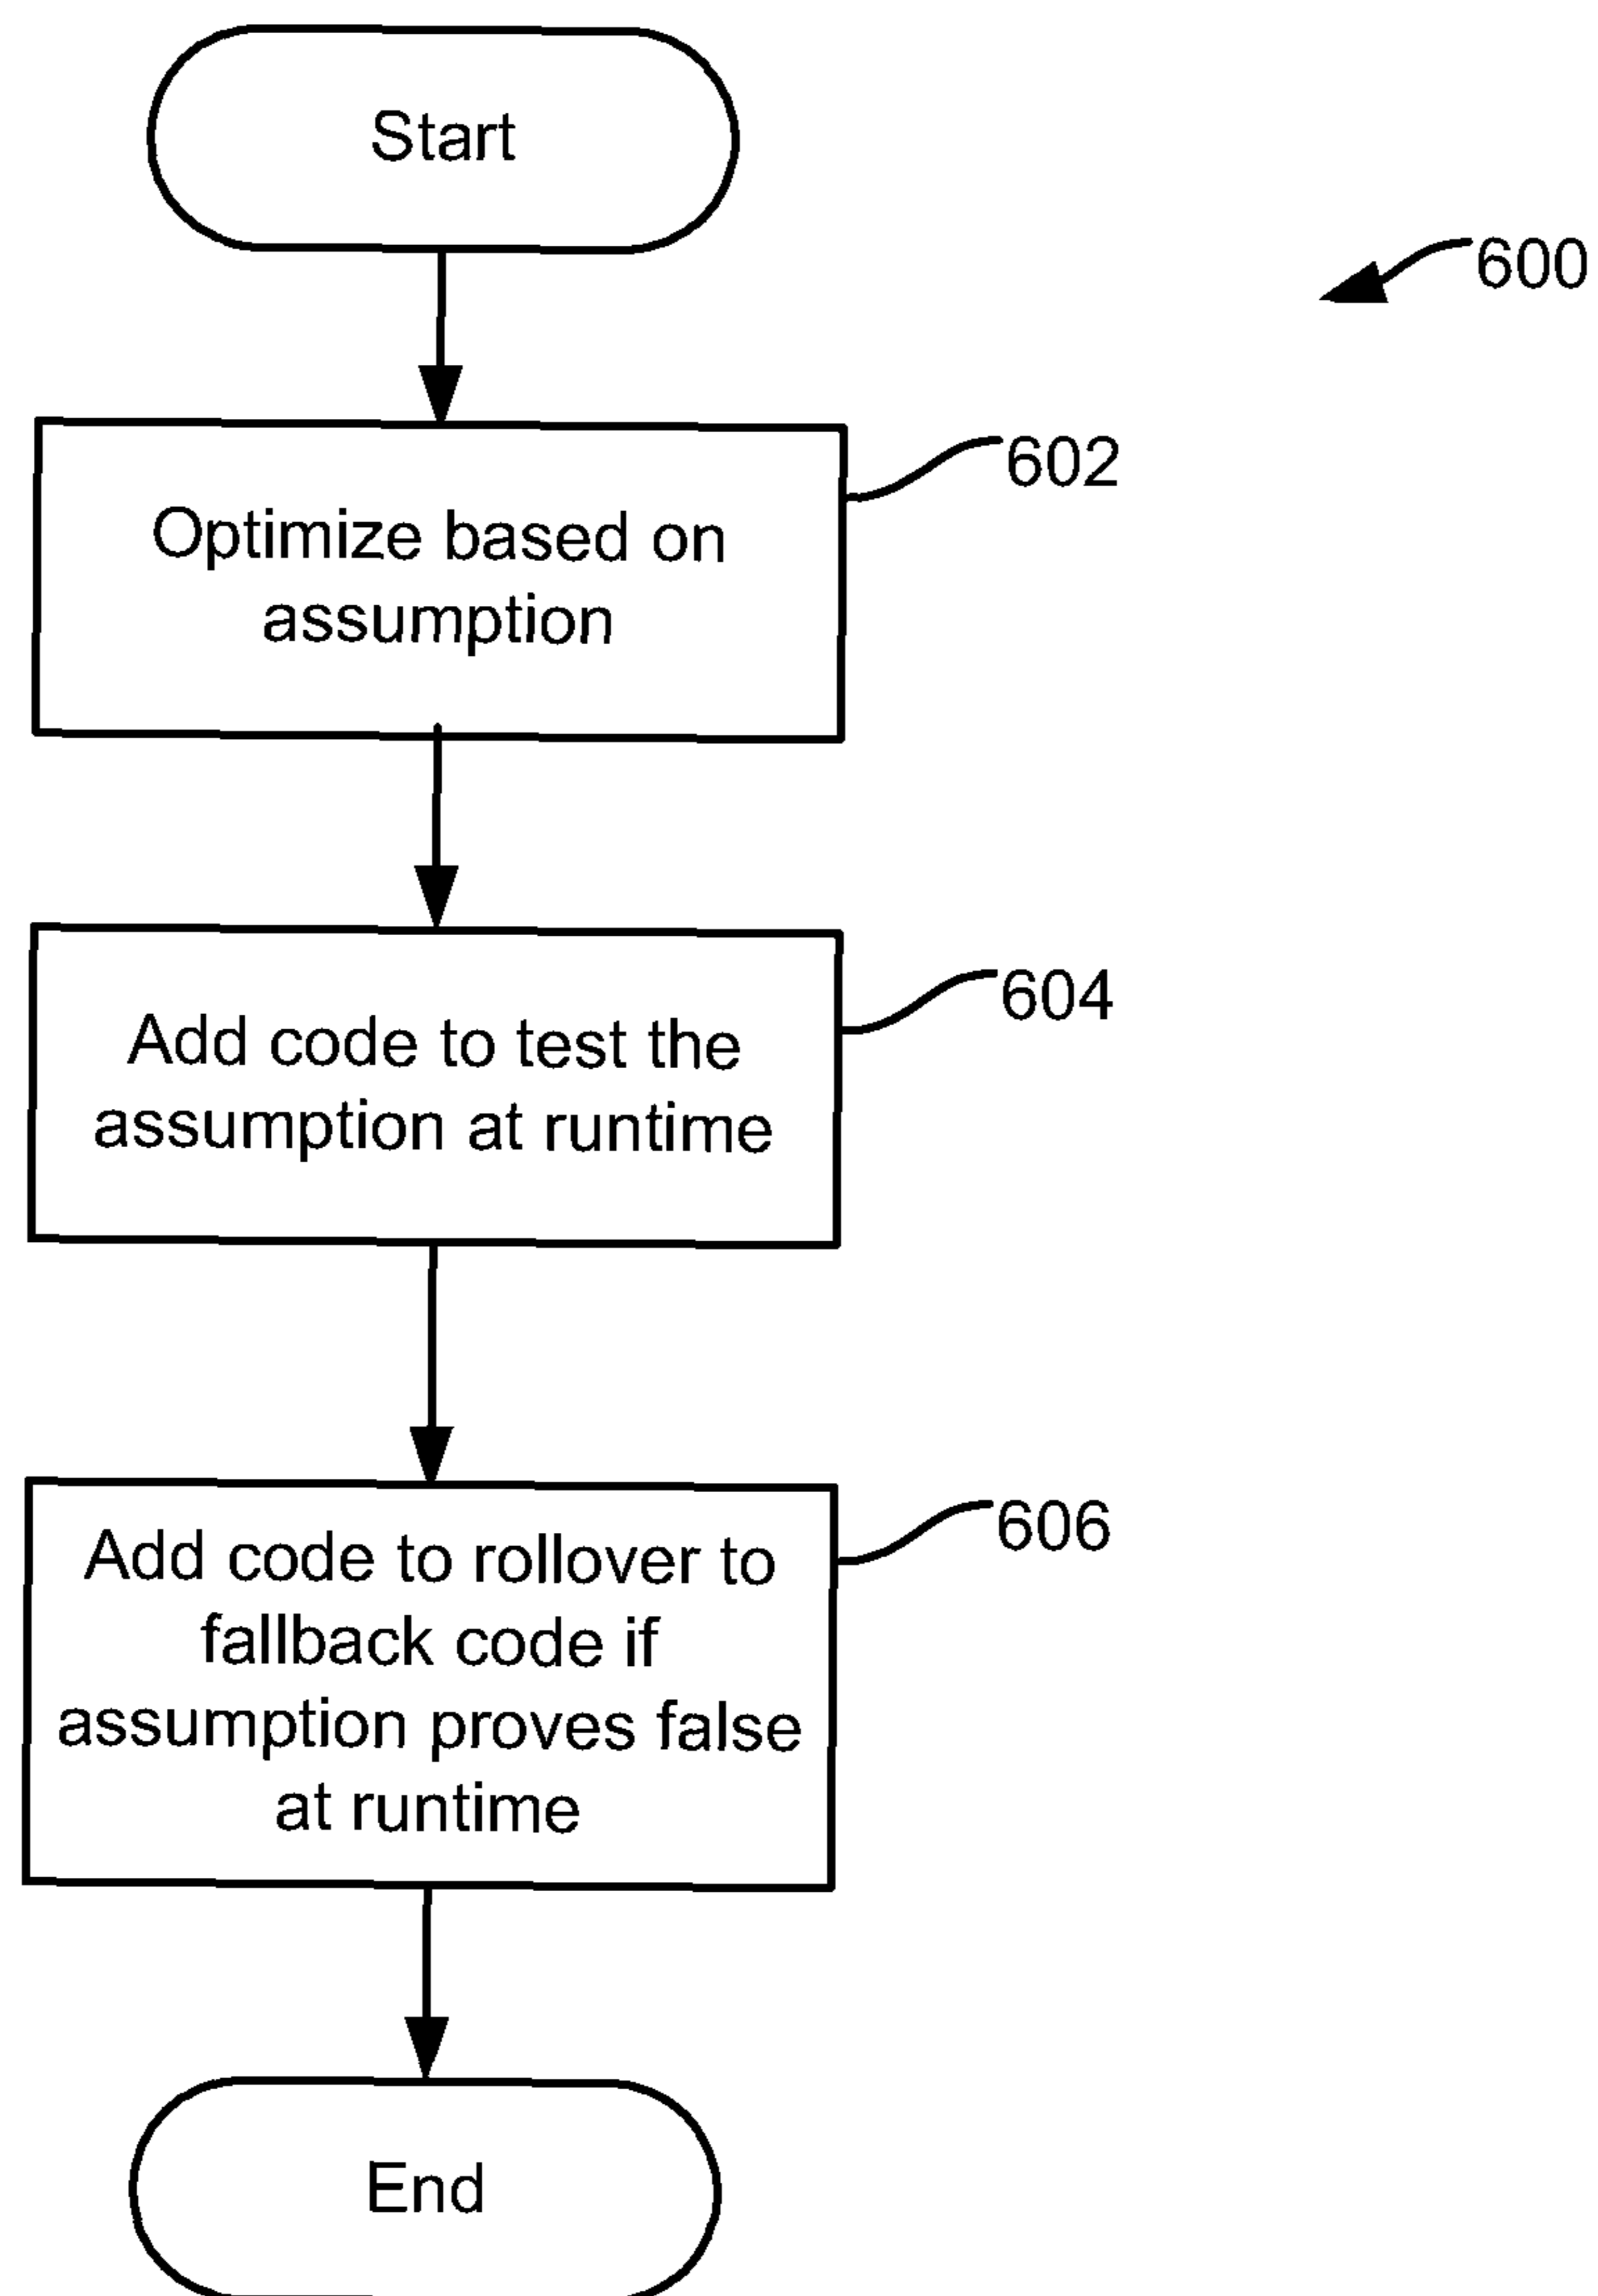 Start
600
Optimize based on
assumption
602
Add code to test the
assumption at runtime
604
Add code to rollover to
fallback code if
assumption proves false
at runtime
606
End